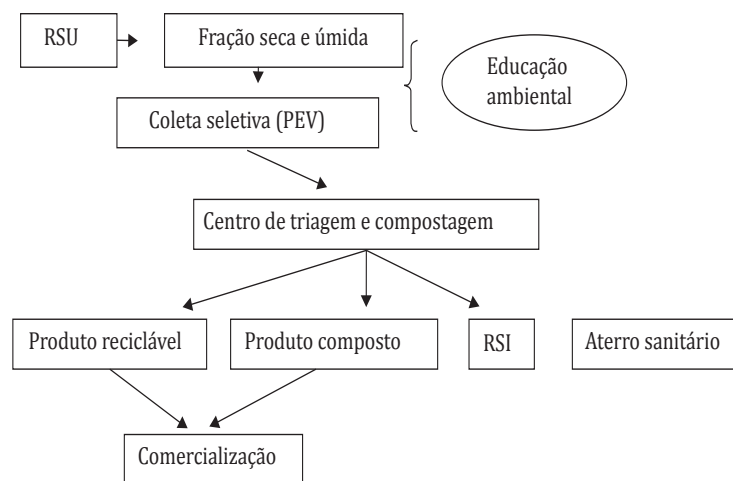 RSU
Fração seca e úmida
Educação
ambiental
Coleta seletiva (PEV)
Centro de triagem e compostagem
Produto reciclável
Produto composto
RSI
Aterro sanitário
Comercialização